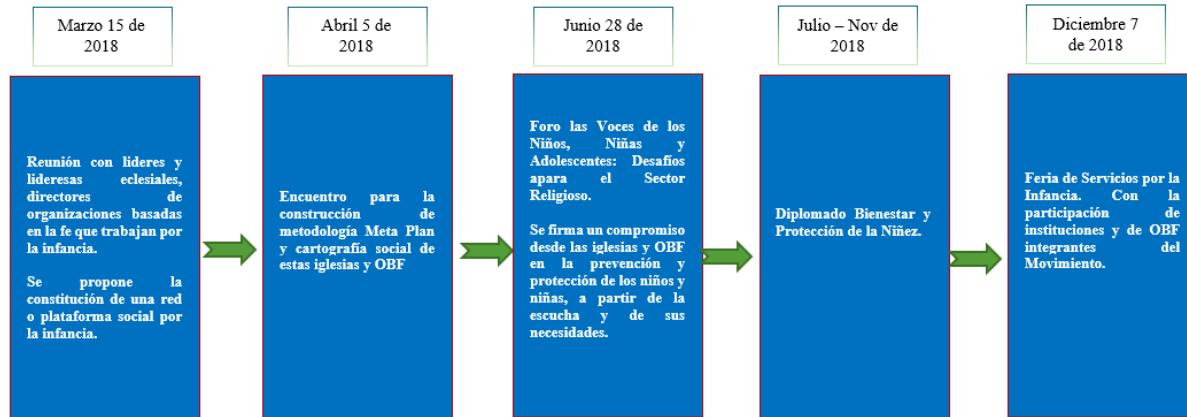 Marzo 15 de
2018
Reunión con lideres y
lideresas eclesiales,
directores de
organizaciones basadas
en la fe que trabajan por
la infancia.
Se propone la
constitución de una red
o plataforma social por
la infancia.
Abril 5 de
2018
Encuentro para la
construcción de
metodología Meta Plan
y cartografía social de
estas iglesias y OBF
Junio 28 de
2018
Foro las Voces de los
Niños, Niñas y
Adolescentes: Desafíos
apara el Sector
Religioso.
Se firma un compromiso
desde las iglesias y OBF
en la prevención y
protección de los niños y
niñas, a partir de la
escucha y de sus
necesidades.
Julio – Nov de
2018
Diplomado Bienestar y
Protección de la Niñez.
Diciembre 7
de 2018
Feria de Servicios por la
Infancia. Con la
participación de
instituciones y de OBF
integrantes del
Movimiento.